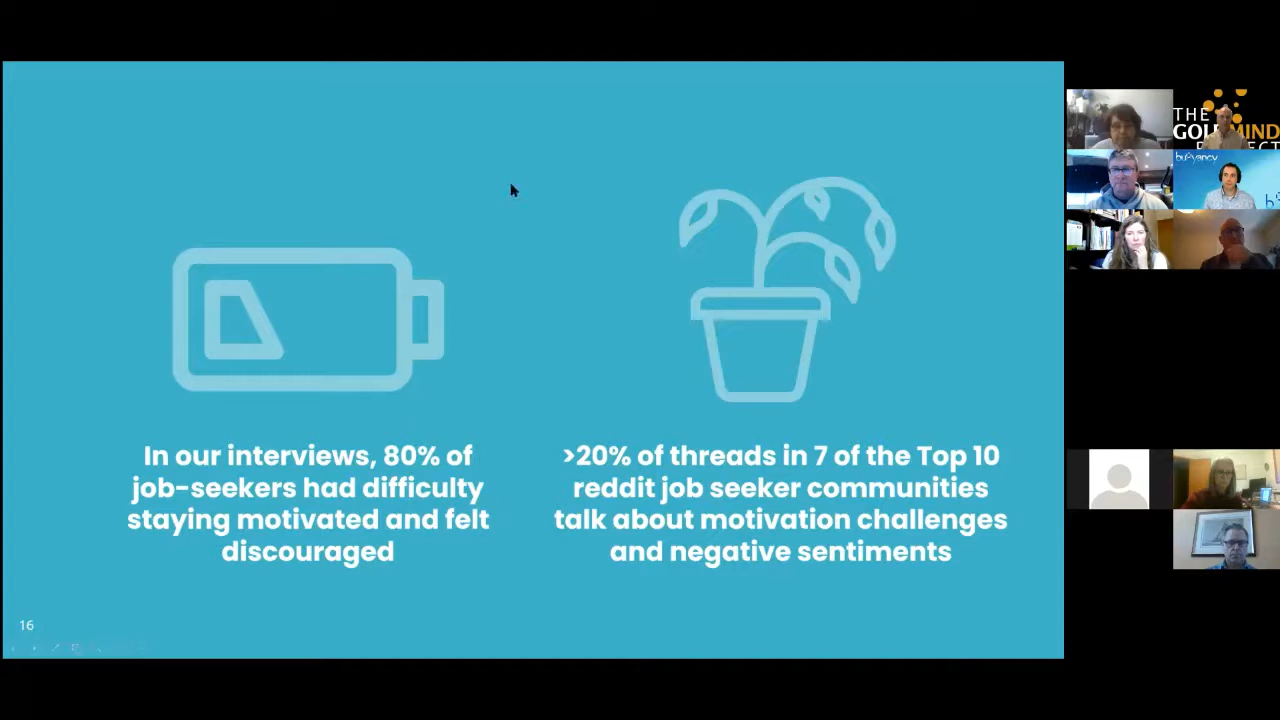 In our interviews, 80% of
job-seekers had difficulty
staying motivated and felt
discouraged
>20% of threads in 7 of the Top 10
reddit job seeker communities
talk about motivation challenges
and negative sentiments
16
THE
buoyancy